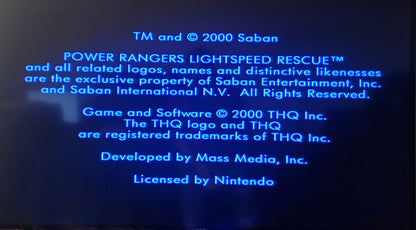 TM and © 2000 Saban
POWER RANGERS LIGHTSPEED RESCUE™
and all related logos, names and distinctive likenesses
are the exclusive property of Saban Entertainment, Inc.
and Saban International N.V. All Rights Reserved.
Game and Software © 2000 THQ Inc.
The THQ logo and THQ
are registered trademarks of THQ Inc.
Developed by Mass Media, Inc.
Licensed by Nintendo